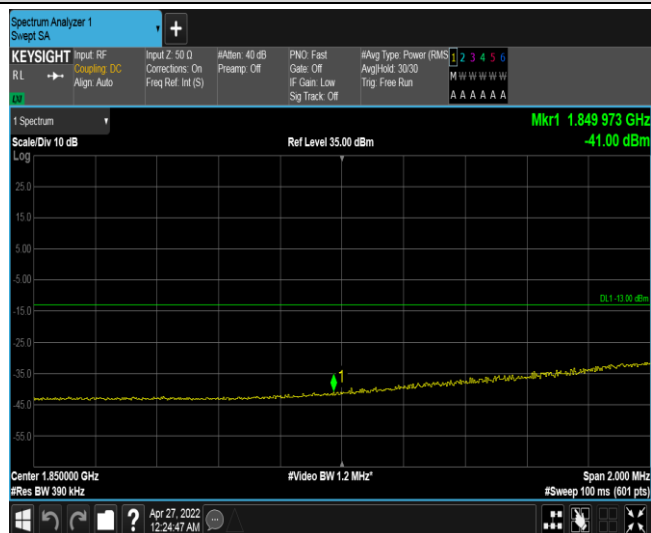 Spectrum Analyzer 1
Swept SA
+
KEYSIGHT Input: RF Input Z: 50 Ω #Atten: 40 dB PNO: Fast #Avg Type: Power (RMS 1 2 3 4 5 6
RL Coupling: DC Corrections: On Preamp: Off Gate: Off Avg|Hold: 30/30 M W W W W W
Align: Auto Freq Ref: Int (S) IF Gain: Low Trig: Free Run
Sig Track: Off A A A A A A
1 Spectrum Mkr1 1.849 973 GHz
Scale/Div 10 dB Ref Level 35.00 dBm -41.00 dBm
Log
25.0
15.0
5.00
-5.00
DL1 -13.00 dBm
-15.0
-25.0
-35.0
1
-45.0
-55.0
Center 1.850000 GHz #Video BW 1.2 MHz* Span 2.000 MHz
#Res BW 390 kHz #Sweep 100 ms (601 pts)
? Apr 27, 2022
12:24:47 AM